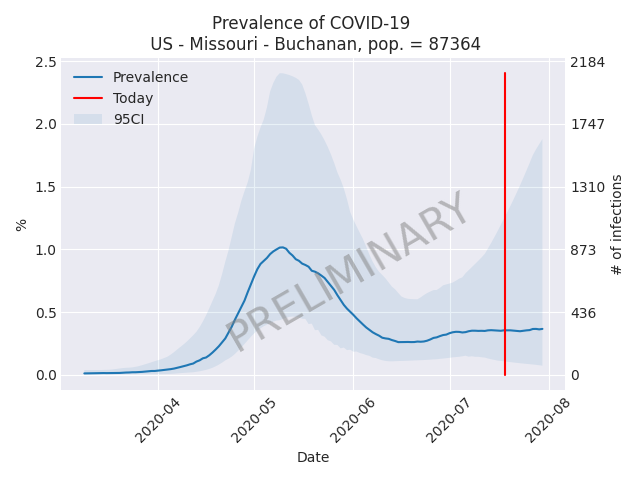 Prevalence of COVID-19
US - Missouri - Buchanan, pop. = 87364
2.5
2.0
1.5
1.0
0.5
0.0
%
Prevalence
Today
95CI
PRELIMINARY
2184
1747
1310
873
436
0
# of infections
2020-04
2020-05
2020-06
2020-07
2020-08
Date